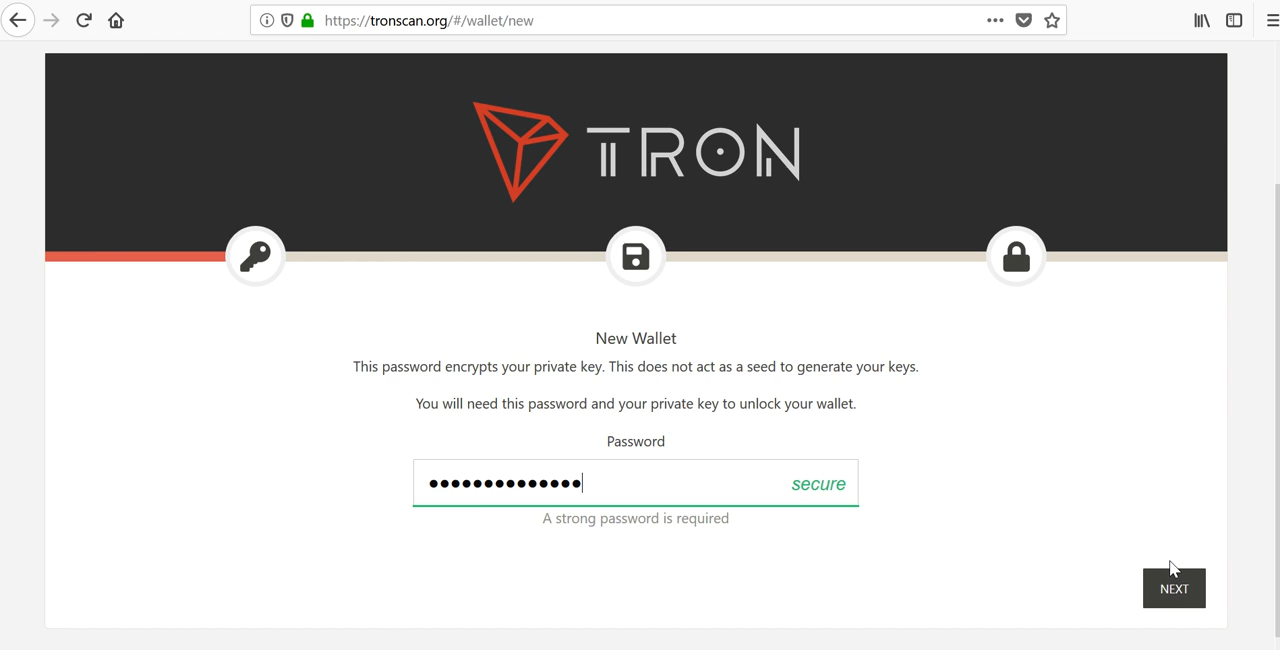 https://tronscan.org/#/wallet/new
TRON
New Wallet
This password encrypts your private key. This does not act as a seed to generate your keys.
You will need this password and your private key to unlock your wallet.
Password
●●●●●●●●●●●●●● secure
A strong password is required
NEXT